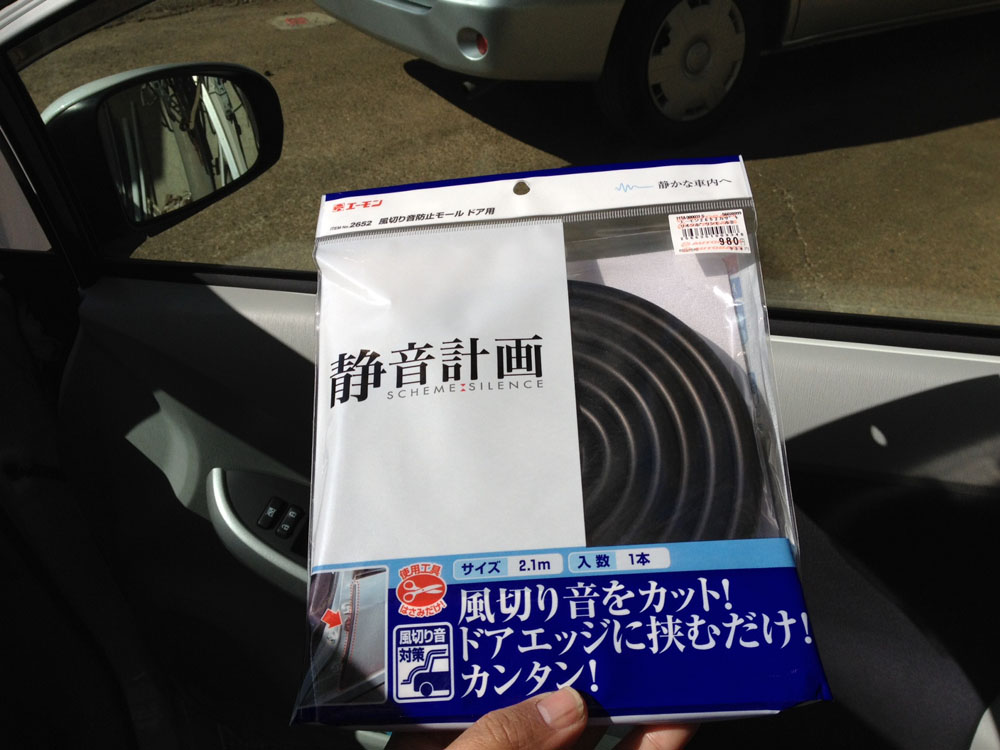 静かな車内へ
エーモン
ITEM No.2652 風切り音防止モール ドア用
980円
静音計画
SCHEME:SILENCE
使用工具
はさみだけ!
サイズ 2.1m 入数 1本
風切り音をカット!
ドアエッジに挟むだけ!
カンタン!
風切り音
対策